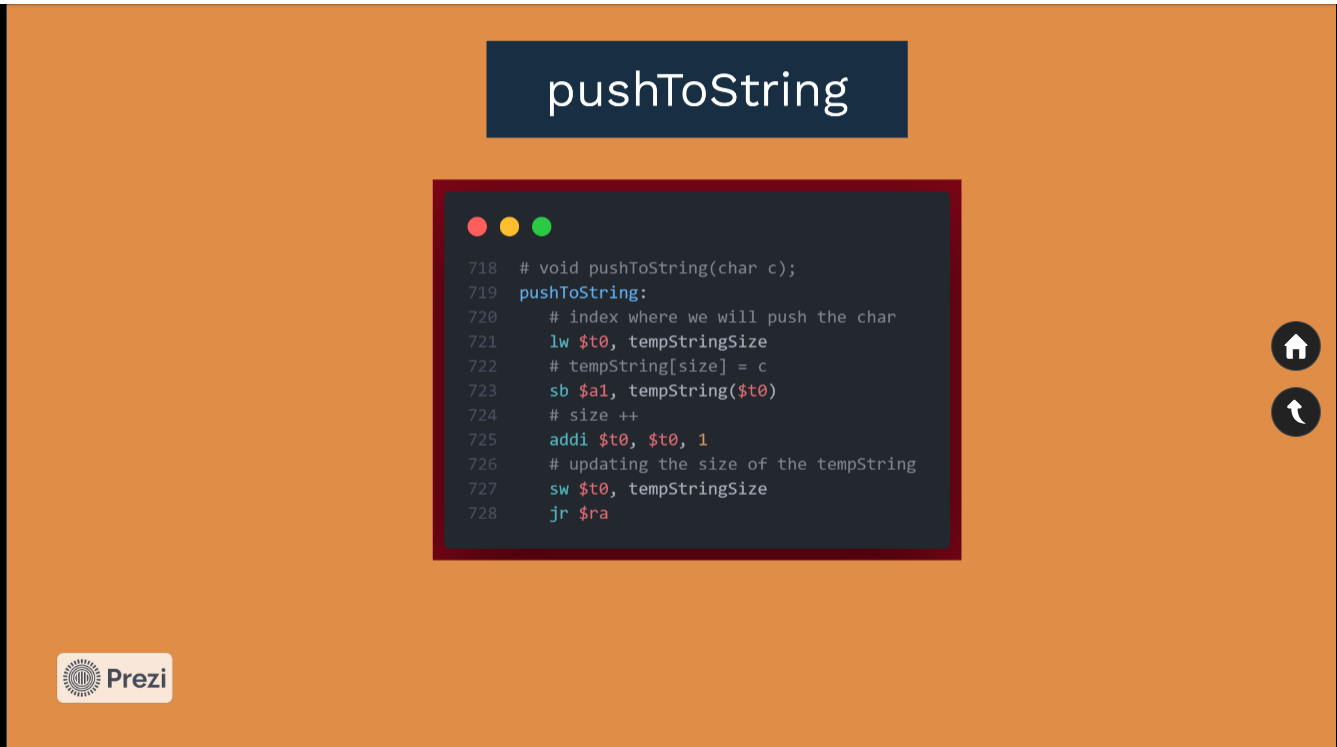 pushToString
718 # void pushToString(char c);
719 pushToString:
720 # index where we will push the char
721 lw $t0, tempStringSize
722 # tempString[size] = c
723 sb $a1, tempString($t0)
724 # size ++
725 addi $t0, $t0, 1
726 # updating the size of the tempString
727 sw $t0, tempStringSize
728 jr $ra
Prezi